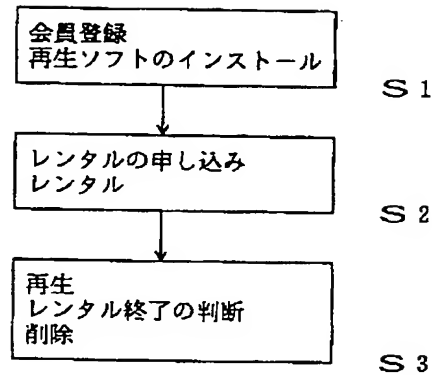 会員登録
再生ソフトのインストール
S1
レンタルの申し込み
レンタル
S2
再生
レンタル終了の判断
削除
S3